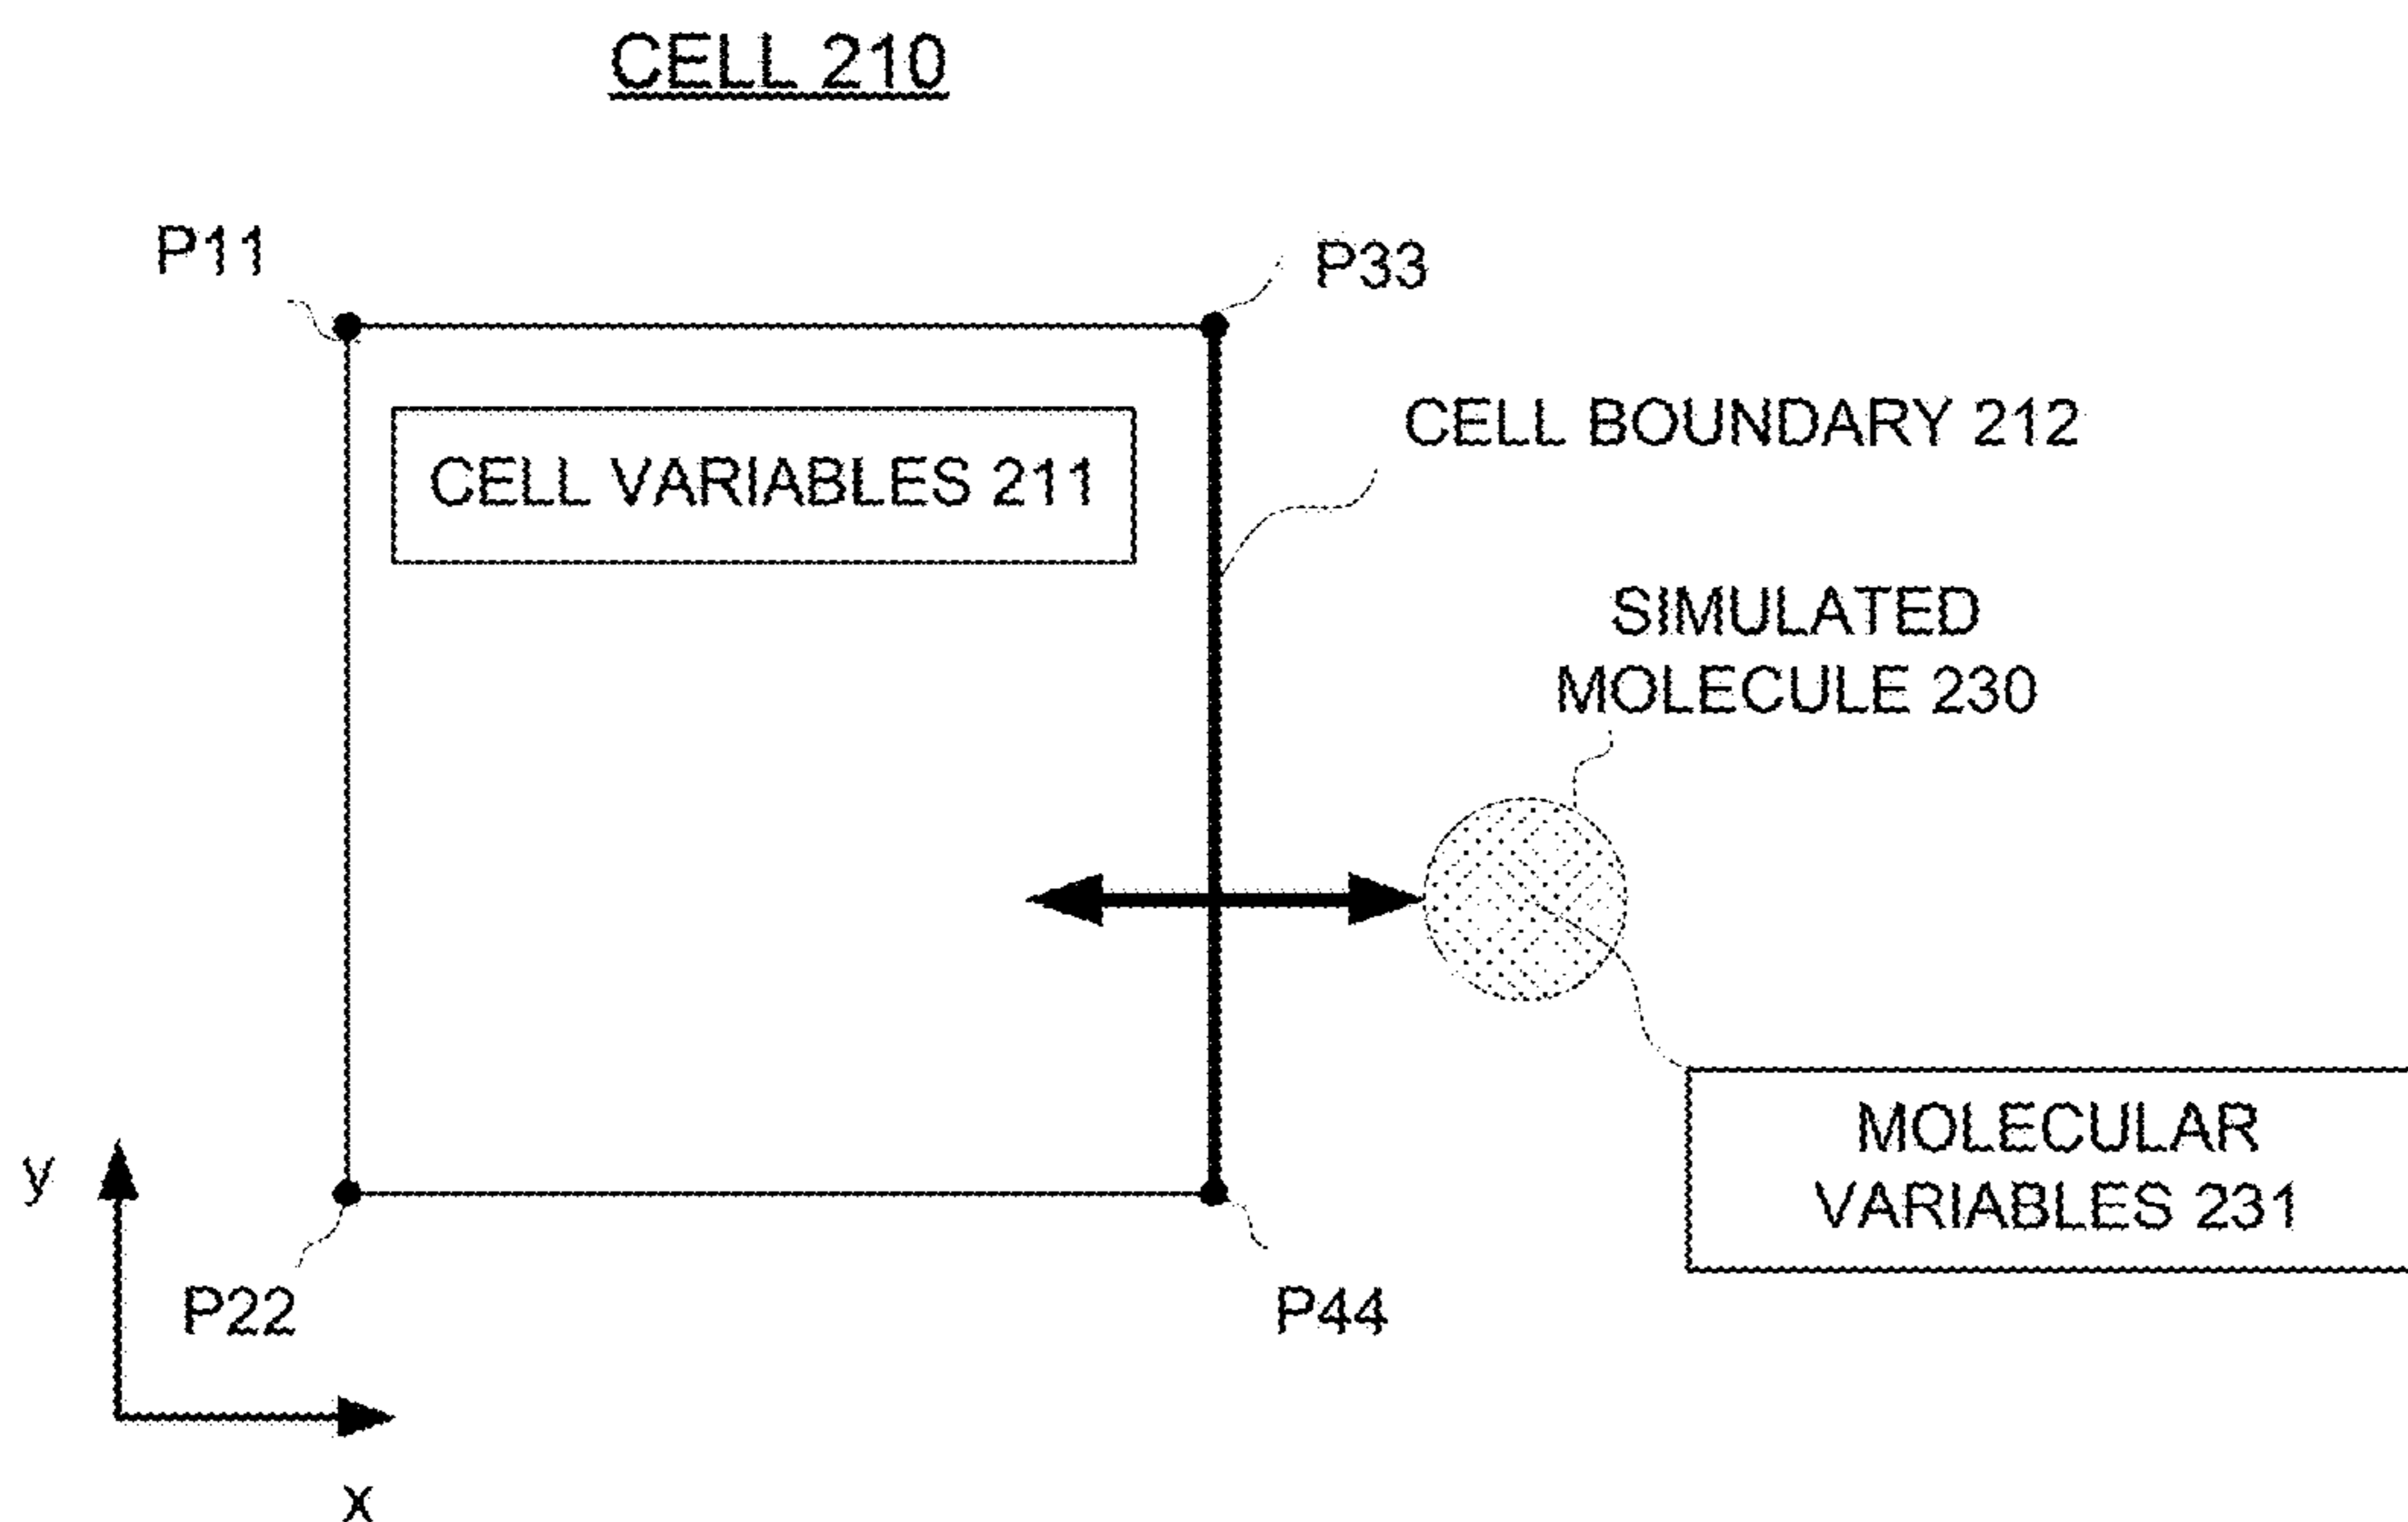 CELL 210
P11
P33
CELL VARIABLES 211
CELL BOUNDARY 212
SIMULATED
MOLECULE 230
MOLECULAR
VARIABLES 231
y
P22
P44
x